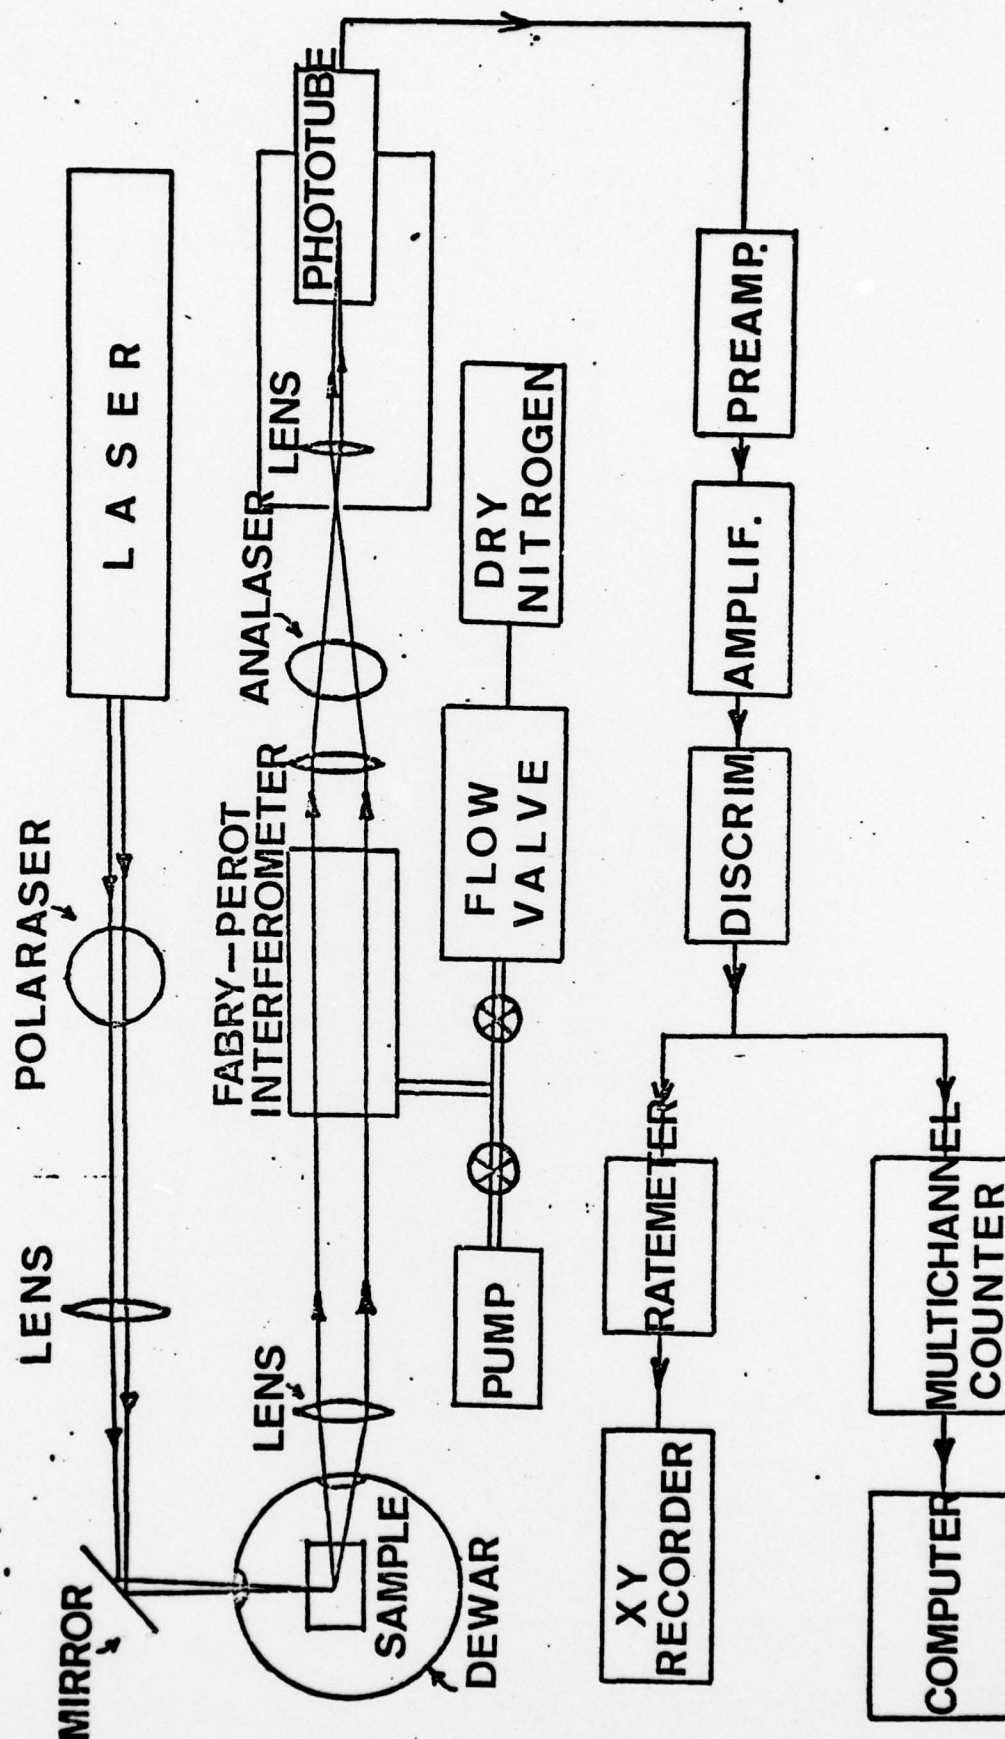 LASER
POLARASER
LENS
MIRROR
SAMPLE
DEWAR
LENS
FABRY—PEROT
INTERFEROMETER
ANALASER
LENS
PHOTOTUBE
PUMP
FLOW
VALVE
DRY
NITROGEN
PREAMP.
AMPLIF.
DISCRIM
RATEMETER
XY
RECORDER
MULTICHANNEL
COUNTER
COMPUTER